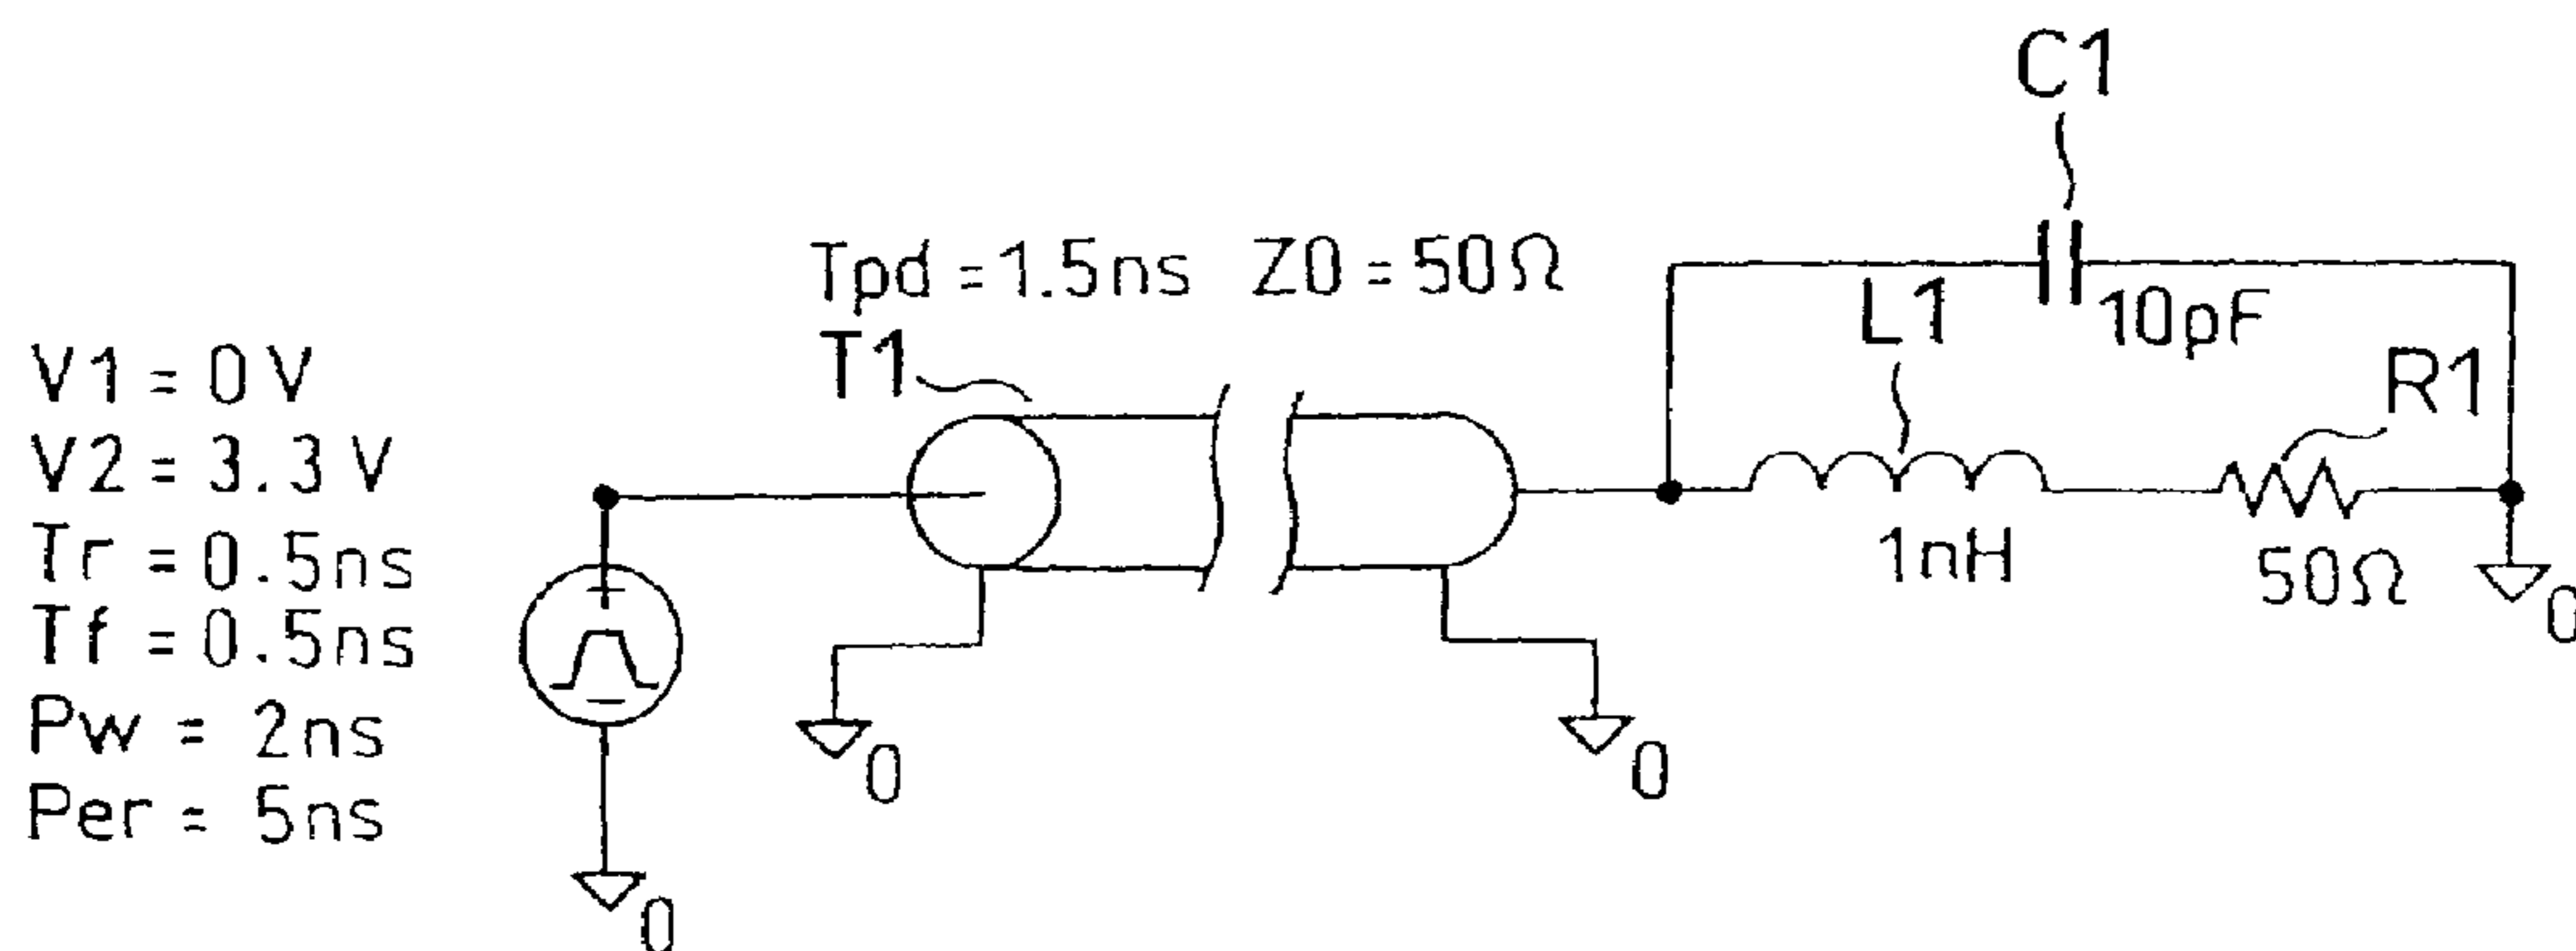 C1
Tpd = 1.5ns Z0 = 50Ω
T1
L1
10pF
R1
V1 = 0V
V2 = 3.3V
Tr = 0.5ns
Tf = 0.5ns
Pw = 2ns
Per = 5ns
1nH
50Ω
0
0
0
0